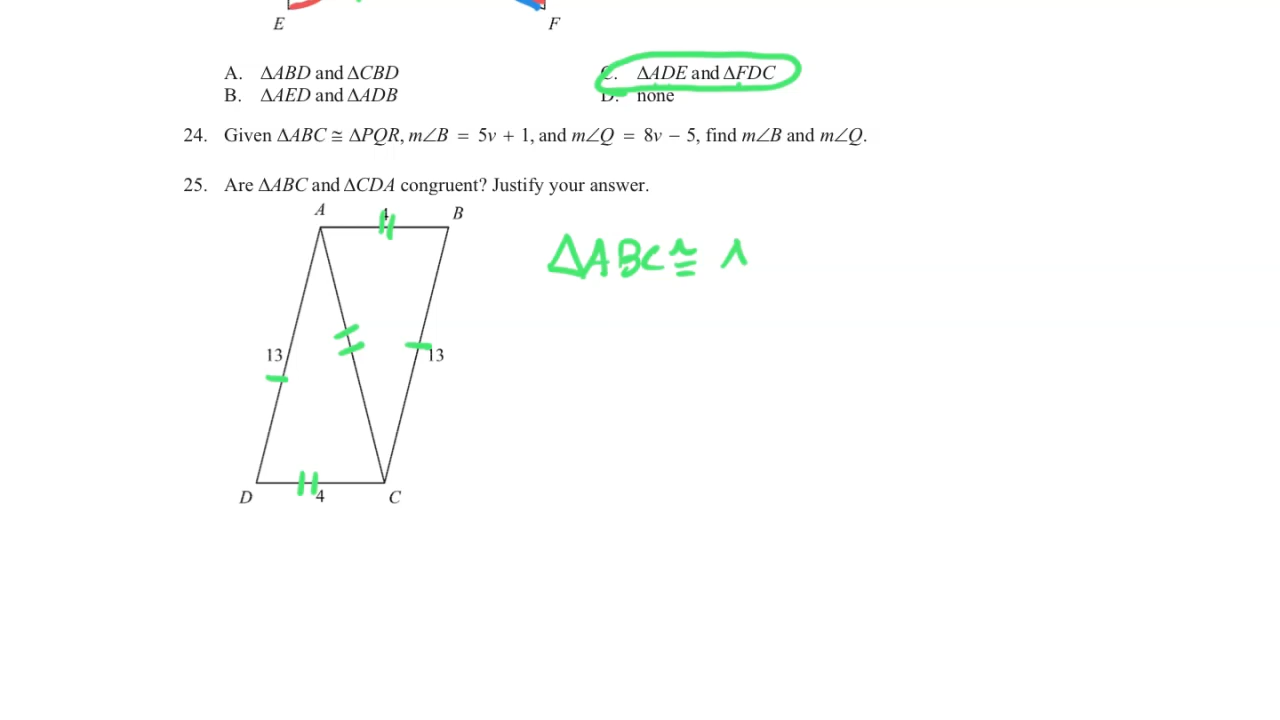 E F
A. ΔABD and ΔCBD C. ΔADE and ΔFDC
B. ΔAED and ΔADB D. none
24. Given ΔABC ≅ ΔPQR, m∠B = 5v + 1, and m∠Q = 8v − 5, find m∠B and m∠Q.
25. Are ΔABC and ΔCDA congruent? Justify your answer.
A 4 B
ΔABC ≅
13 13
D 4 C